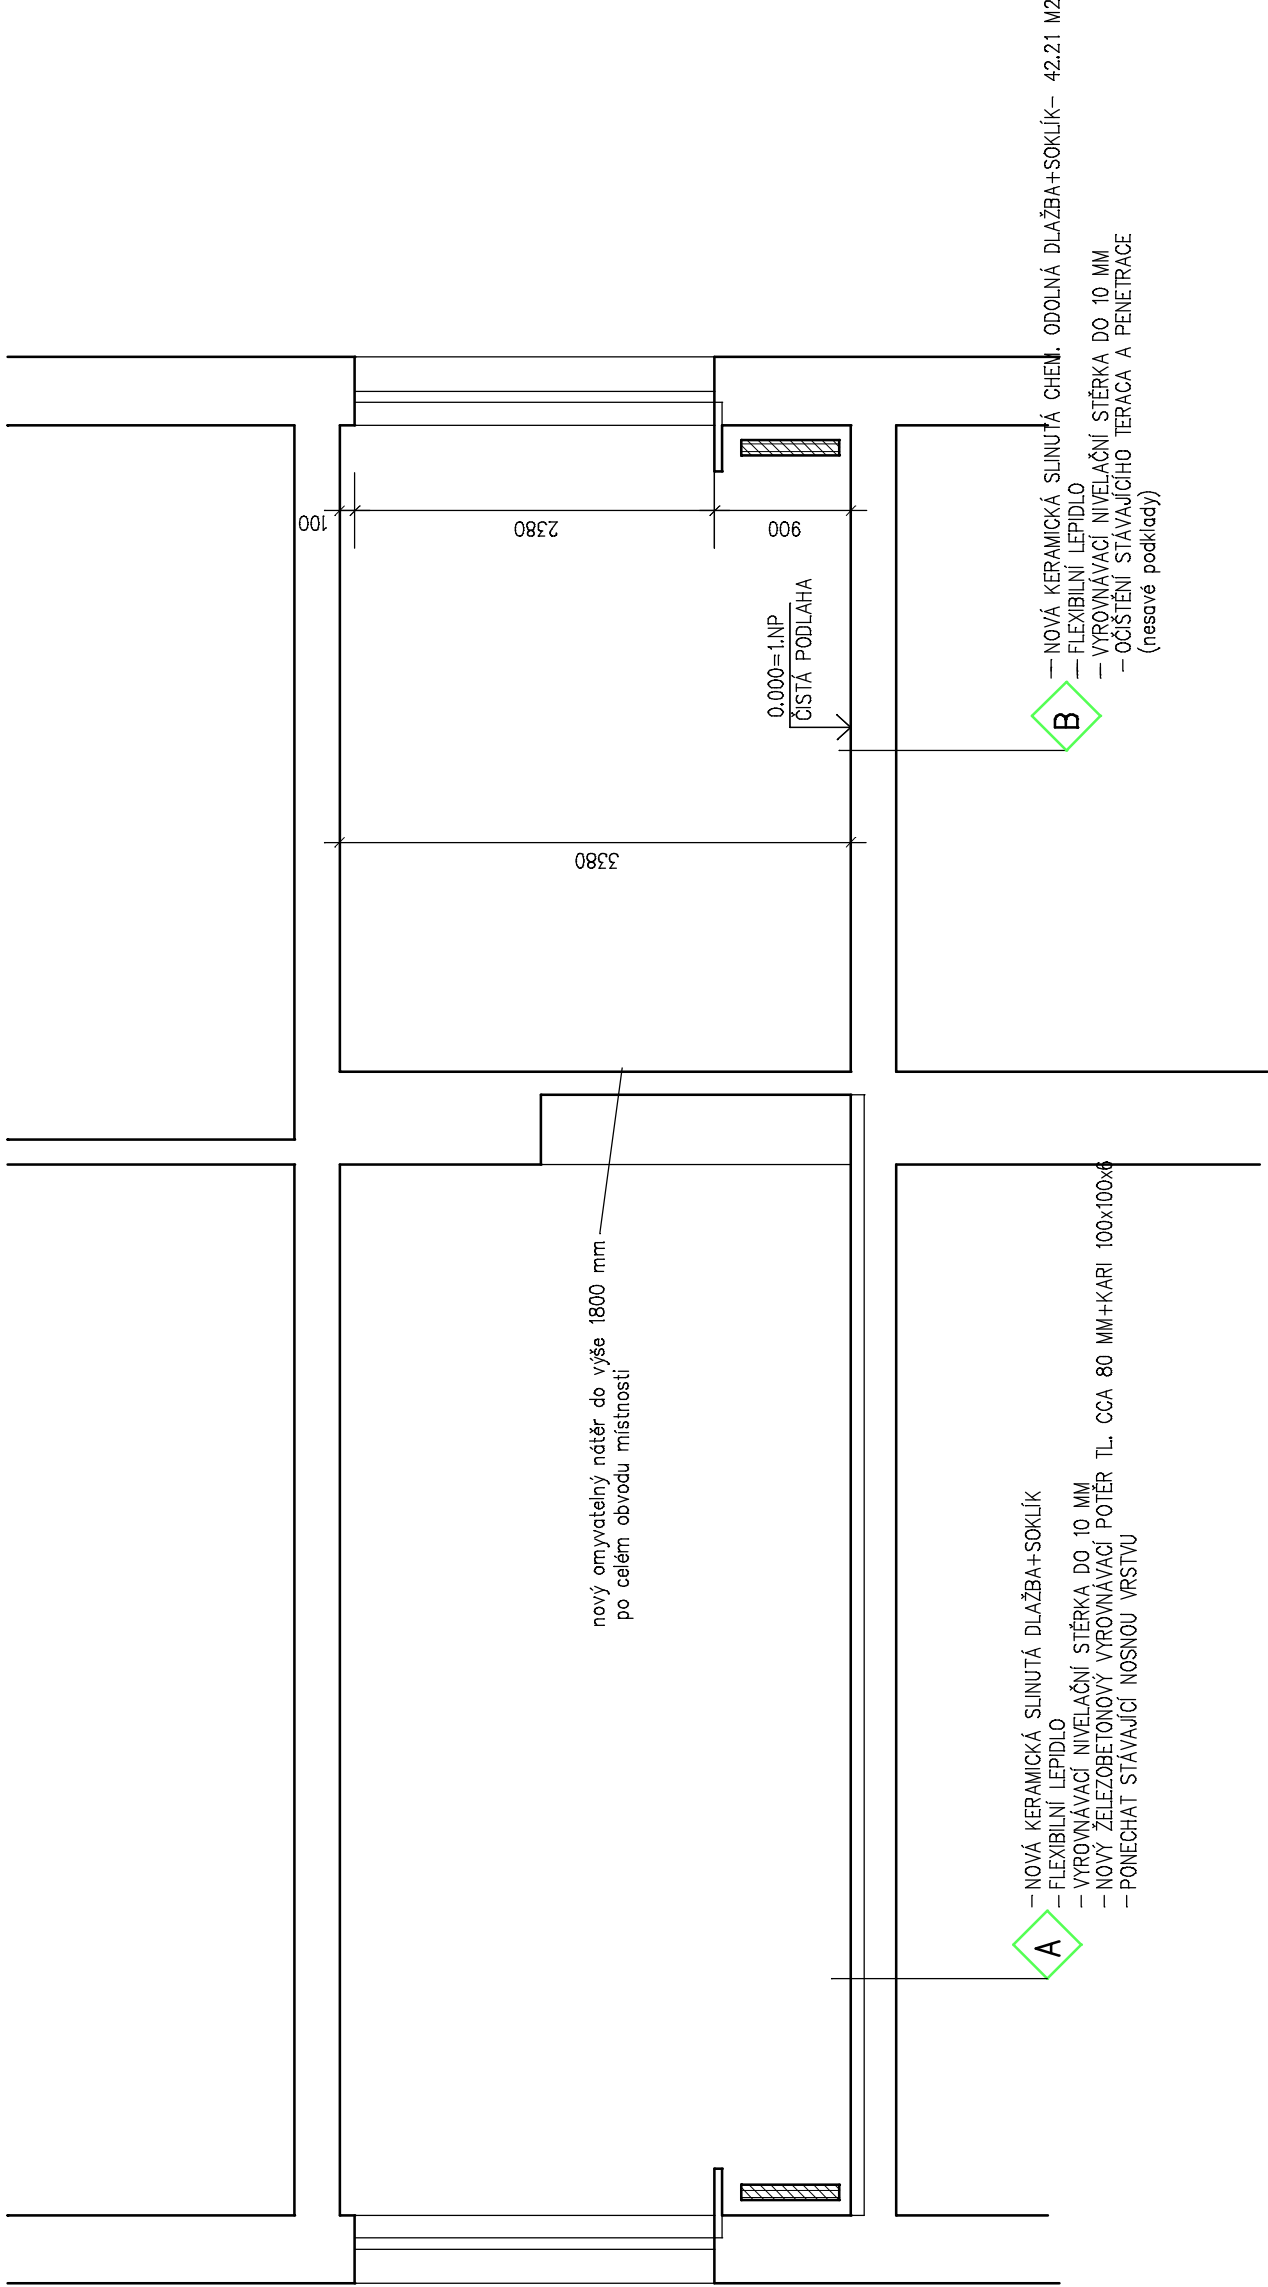 100
2380
900
3380
0.000=1.NP
ČISTÁ PODLAHA
nový omyvatelný nátěr do výše 1800 mm
po celém obvodu místnosti
A
– NOVÁ KERAMICKÁ SLINUTÁ DLAŽBA+SOKLÍK
– FLEXIBILNÍ LEPIDLO
– VYROVNÁVACÍ NIVELAČNÍ STĚRKA DO 10 MM
– NOVÝ ŽELEZOBETONOVÝ VYROVNÁVACÍ POTĚR TL. CCA 80 MM+KARI 100x100x6
– PONECHAT STÁVAJÍCÍ NOSNOU VRSTVU
B
– NOVÁ KERAMICKÁ SLINUTÁ CHEM. ODOLNÁ DLAŽBA+SOKLÍK– 42.21 M2
– FLEXIBILNÍ LEPIDLO
– VYROVNÁVACÍ NIVELAČNÍ STĚRKA DO 10 MM
– OČIŠTĚNÍ STÁVAJÍCÍHO TERACA A PENETRACE
(nesavé podklady)